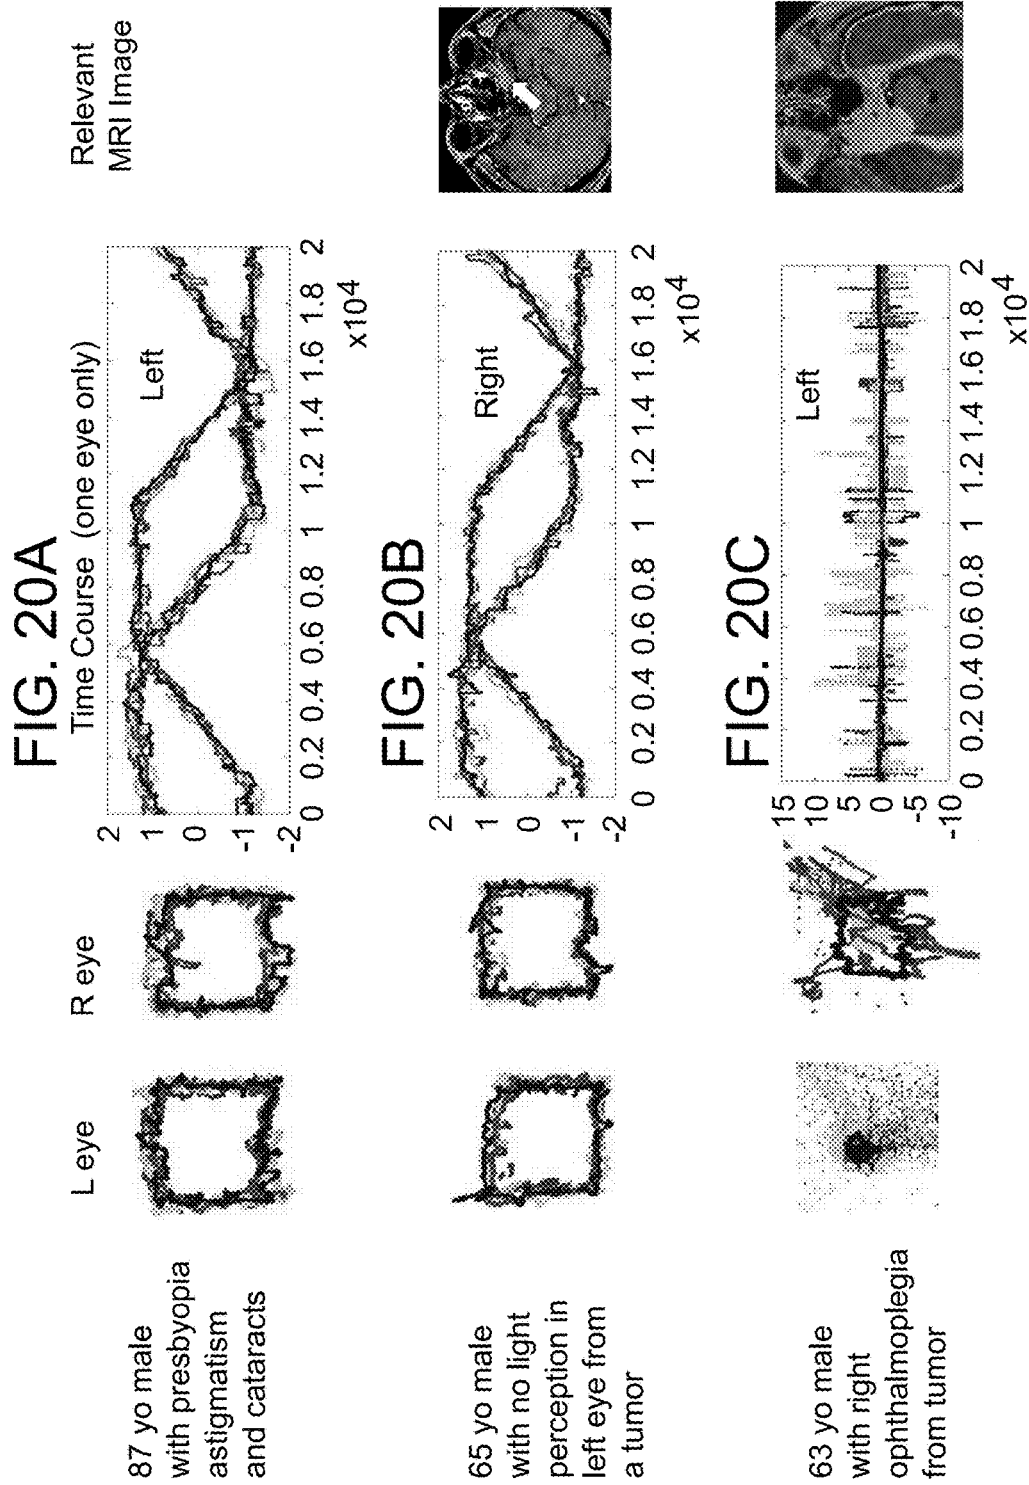 FIG. 20A
L eye
R eye
Time Course (one eye only)
Relevant
MRI Image
87 yo male
with presbyopia
astigmatism
and cataracts
2
1
0
-1
-2
Left
0 0.2 0.4 0.6 0.8 1 1.2 1.4 1.6 1.8 2
x10⁴
FIG. 20B
65 yo male
with no light
perception in
left eye from
a tumor
2
1
0
-1
-2
Right
0 0.2 0.4 0.6 0.8 1 1.2 1.4 1.6 1.8 2
x10⁴
FIG. 20C
63 yo male
with right
ophthalmoplegia
from tumor
15
10
5
0
-5
-10
Left
0 0.2 0.4 0.6 0.8 1 1.2 1.4 1.6 1.8 2
x10⁴